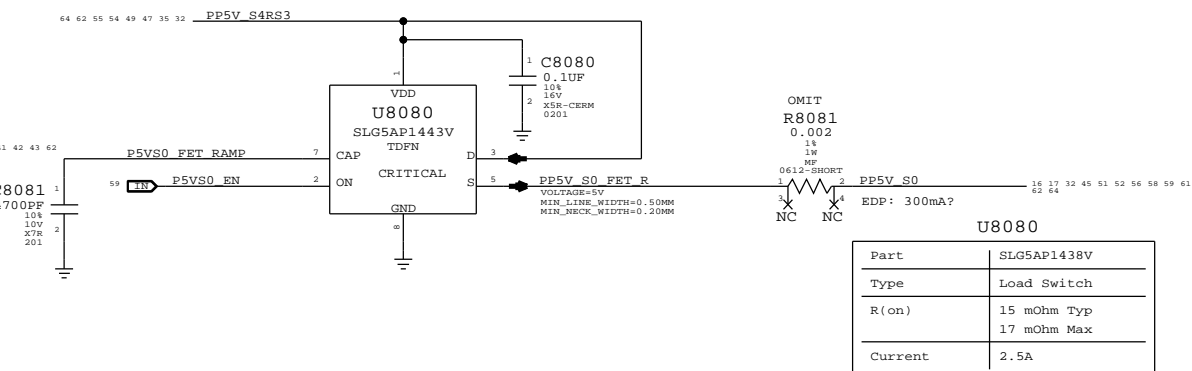 64 62 55 54 49 47 35 32 PP5V_S4RS3
1
C8080
0.1UF
10%
16V
X5R-CERM
0201
2
1
VDD
U8080
SLG5AP1443V
TDFN
CRITICAL
CAP
ON
D
S
GND
7
2
3
5
8
42 43 62
P5VS0_FET_RAMP
59 IN P5VS0_EN
8081 1
700PF
10%
10V
X7R
201
2
PP5V_S0_FET_R
VOLTAGE=5V
MIN_LINE_WIDTH=0.50MM
MIN_NECK_WIDTH=0.20MM
OMIT
R8081
0.002
1%
1W
MF
0612-SHORT
1 2
3 4
NC NC
PP5V_S0
EDP: 300mA?
16 17 32 45 51 52 56 58 59 61
62 64
U8080
Part SLG5AP1438V
Type Load Switch
R(on) 15 mOhm Typ
17 mOhm Max
Current 2.5A